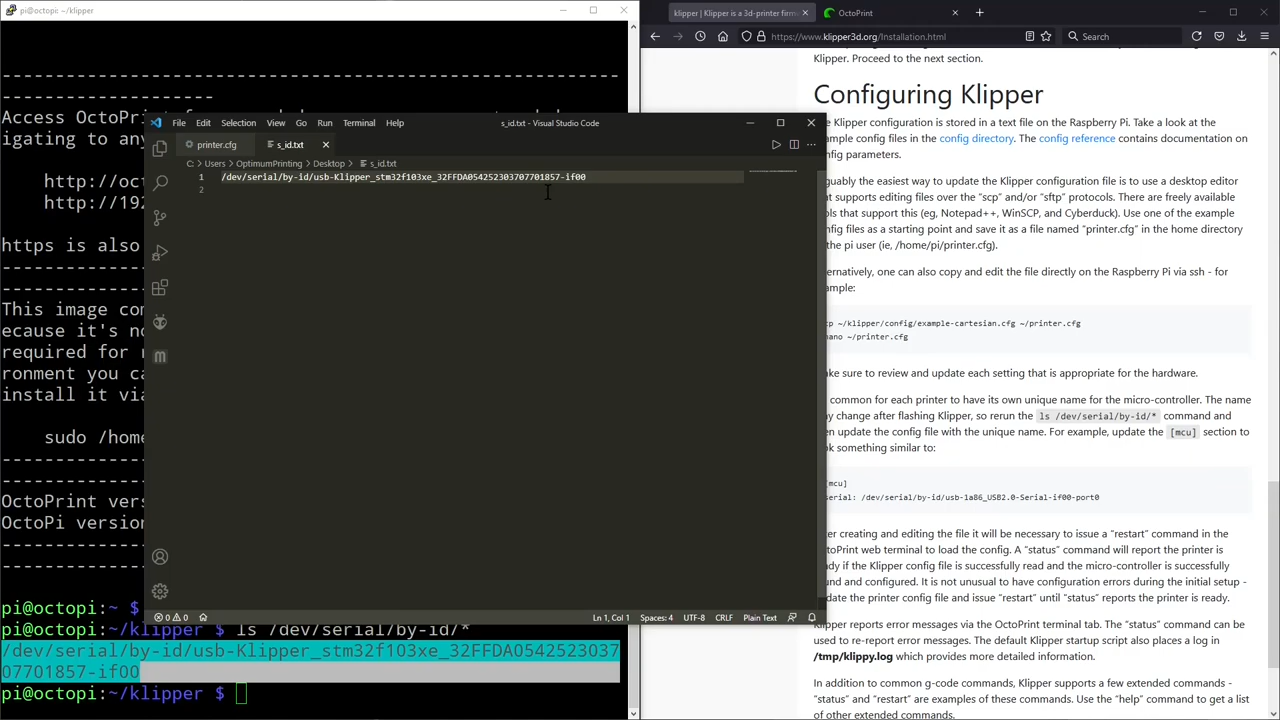 pi@octopi: ~/klipper
Access OctoPrint f
igating to any
http://oct
http://192
https is also
This image com
ecause it's no
required for r
ronment you ca
install it via
sudo /home
OctoPrint vers
OctoPi version
pi@octopi:~ $
pi@octopi:~/klipper $ ls /dev/serial/by-id/*
/dev/serial/by-id/usb-Klipper_stm32f103xe_32FFDA0542523037
07701857-if00
pi@octopi:~/klipper $
File Edit Selection View Go Run Terminal Help
s_id.txt - Visual Studio Code
printer.cfg
s_id.txt
C: > Users > OptimumPrinting > Desktop > s_id.txt
1 /dev/serial/by-id/usb-Klipper_stm32f103xe_32FFDA054252303707701857-if00
2
m
0 0
Ln 1, Col 1 Spaces: 4 UTF-8 CRLF Plain Text
klipper | Klipper is a 3d-printer firmw
OctoPrint
https://www.klipper3d.org/Installation.html
Search
Klipper. Proceed to the next section.
Configuring Klipper
e Klipper configuration is stored in a text file on the Raspberry Pi. Take a look at the
ample config files in the config directory. The config reference contains documentation on
nfig parameters.
guably the easiest way to update the Klipper configuration file is to use a desktop editor
at supports editing files over the "scp" and/or "sftp" protocols. There are freely available
ols that support this (eg, Notepad++, WinSCP, and Cyberduck). Use one of the example
nfig files as a starting point and save it as a file named "printer.cfg" in the home directory
the pi user (ie, /home/pi/printer.cfg).
ternatively, one can also copy and edit the file directly on the Raspberry Pi via ssh - for
ample:
p ~/klipper/config/example-cartesian.cfg ~/printer.cfg
nano ~/printer.cfg
ake sure to review and update each setting that is appropriate for the hardware.
common for each printer to have its own unique name for the micro-controller. The name
ay change after flashing Klipper, so rerun the ls /dev/serial/by-id/* command and
en update the config file with the unique name. For example, update the [mcu] section to
ok something similar to:
[mcu]
serial: /dev/serial/by-id/usb-1a86_USB2.0-Serial-if00-port0
ter creating and editing the file it will be necessary to issue a "restart" command in the
toPrint web terminal to load the config. A "status" command will report the printer is
ady if the Klipper config file is successfully read and the micro-controller is successfully
und and configured. It is not unusual to have configuration errors during the initial setup -
date the printer config file and issue "restart" until "status" reports the printer is ready.
Klipper reports error messages via the OctoPrint terminal tab. The "status" command can be
used to re-report error messages. The default Klipper startup script also places a log in
/tmp/klippy.log which provides more detailed information.
In addition to common g-code commands, Klipper supports a few extended commands -
"status" and "restart" are examples of these commands. Use the "help" command to get a list
of other extended commands.